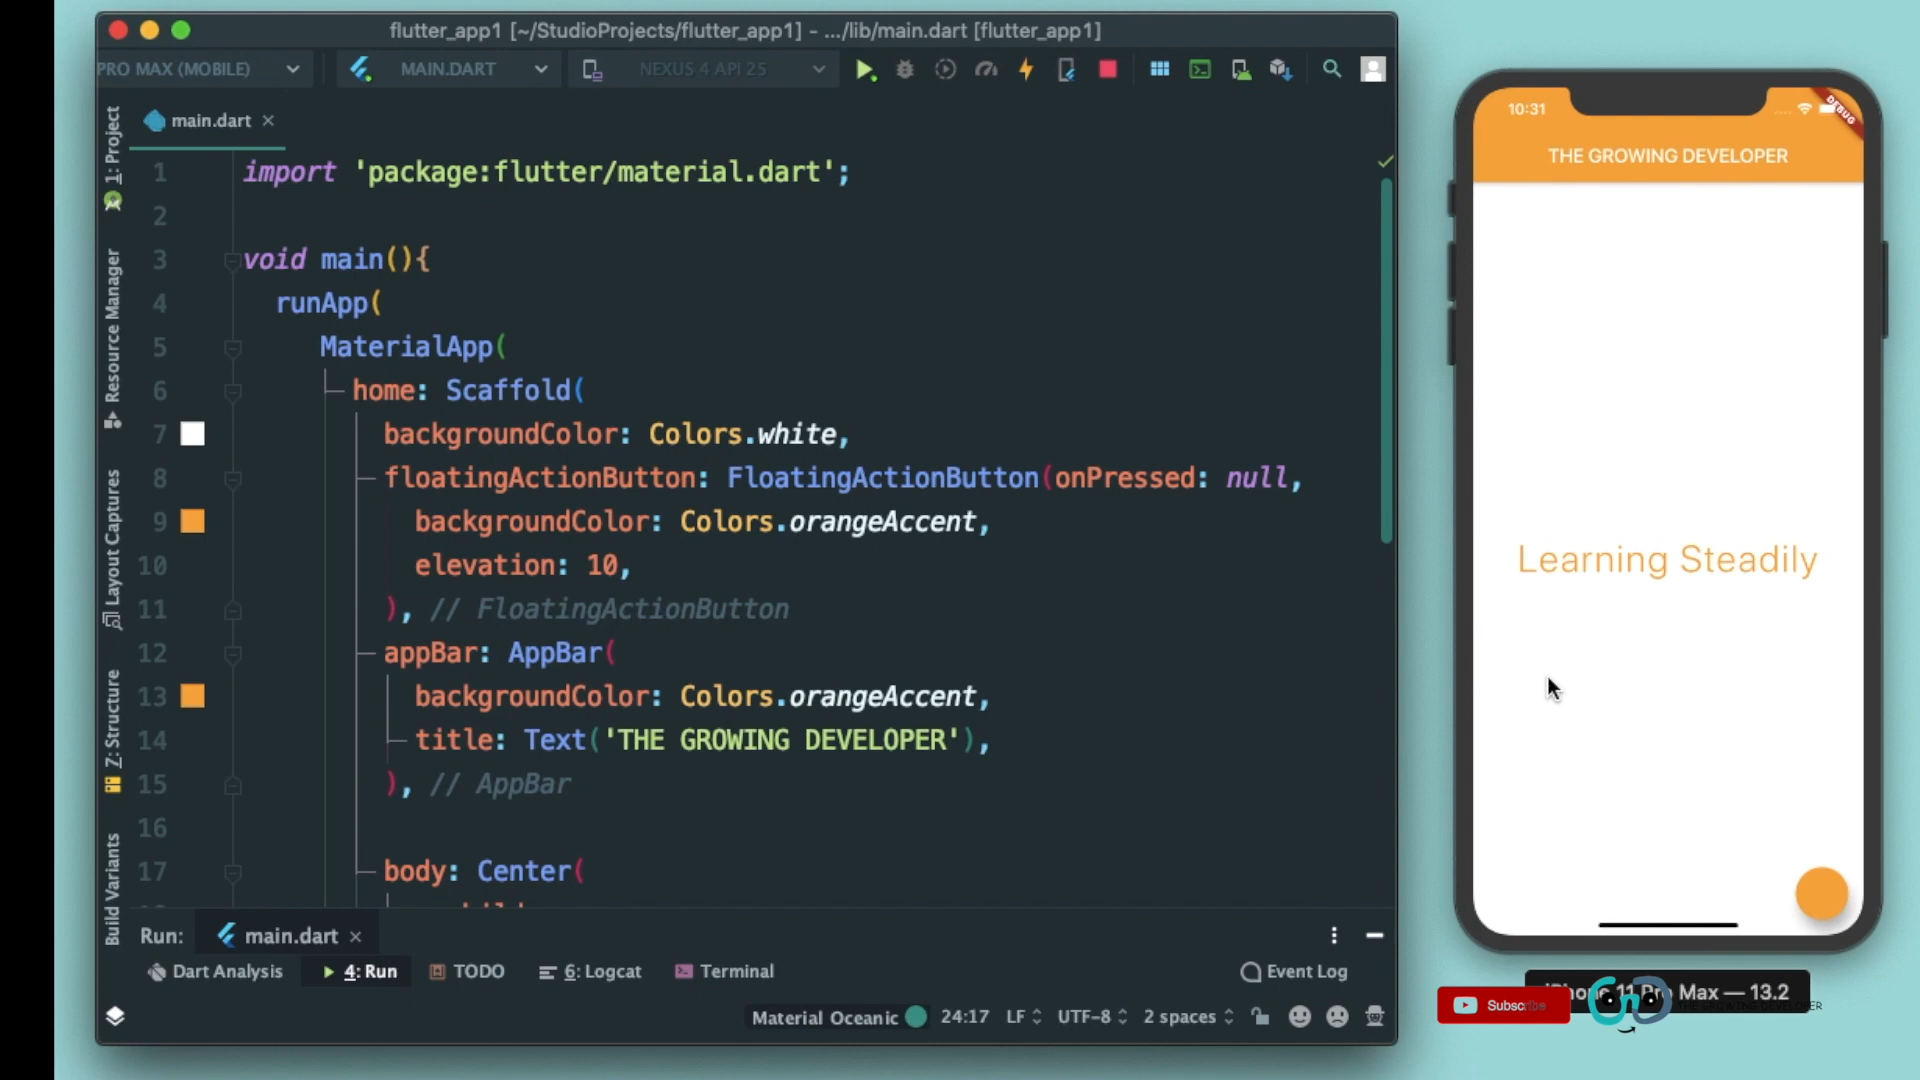 flutter_app1 [~/StudioProjects/flutter_app1] - .../lib/main.dart [flutter_app1]
PRO MAX (MOBILE)
MAIN.DART
NEXUS 4 API 25
1: Project
Resource Manager
Layout Captures
Z: Structure
Build Variants
main.dart
1 import 'package:flutter/material.dart';
2
3 void main(){
4 runApp(
5 MaterialApp(
6 home: Scaffold(
7 backgroundColor: Colors.white,
8 floatingActionButton: FloatingActionButton(onPressed: null,
9 backgroundColor: Colors.orangeAccent,
10 elevation: 10,
11 ), // FloatingActionButton
12 appBar: AppBar(
13 backgroundColor: Colors.orangeAccent,
14 title: Text('THE GROWING DEVELOPER'),
15 ), // AppBar
16
17 body: Center(
Run: main.dart
Dart Analysis
4: Run
TODO
6: Logcat
Terminal
Event Log
Material Oceanic
24:17
LF
UTF-8
2 spaces
10:31
DEBUG
THE GROWING DEVELOPER
Learning Steadily
iPhone 11 Pro Max — 13.2
Subscribe